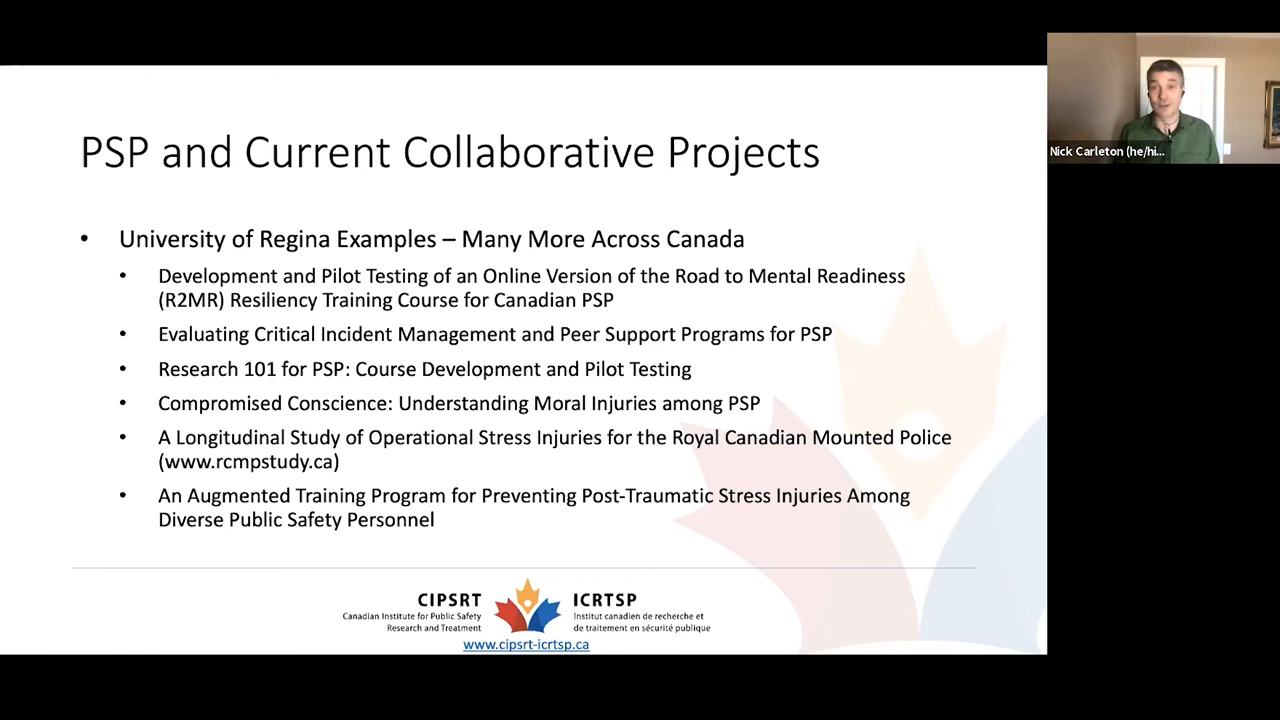 PSP and Current Collaborative Projects
Nick Carleton (he/hi...
• University of Regina Examples – Many More Across Canada
• Development and Pilot Testing of an Online Version of the Road to Mental Readiness
(R2MR) Resiliency Training Course for Canadian PSP
• Evaluating Critical Incident Management and Peer Support Programs for PSP
• Research 101 for PSP: Course Development and Pilot Testing
• Compromised Conscience: Understanding Moral Injuries among PSP
• A Longitudinal Study of Operational Stress Injuries for the Royal Canadian Mounted Police
(www.rcmpstudy.ca)
• An Augmented Training Program for Preventing Post-Traumatic Stress Injuries Among
Diverse Public Safety Personnel
CIPSRT
Canadian Institute for Public Safety
Research and Treatment
ICRTSP
Institut canadien de recherche et
de traitement en sécurité publique
www.cipsrt-icrtsp.ca